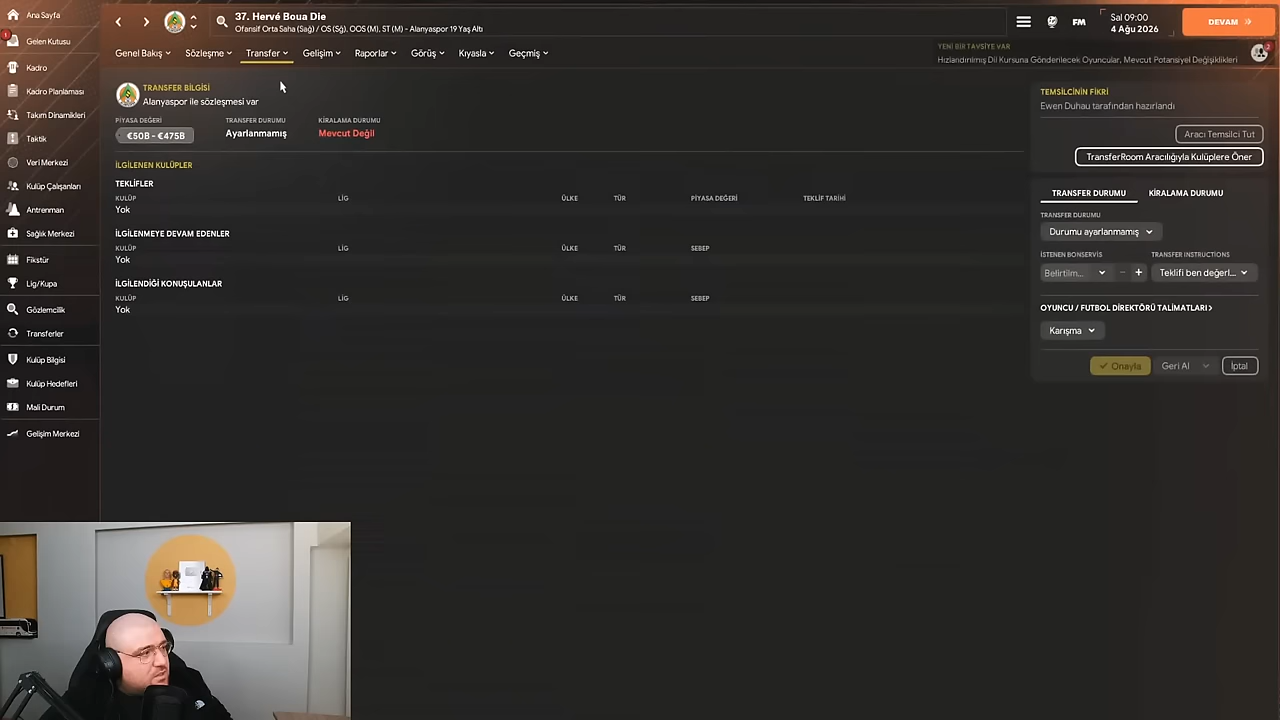 Ana Sayfa
1
Gelen Kutusu
Kadro
Kadro Planlaması
Takım Dinamikleri
Taktik
Veri Merkezi
Kulüp Çalışanları
Antrenman
Sağlık Merkezi
Fikstür
Lig/Kupa
Gözlemcilik
Transferler
Kulüp Bilgisi
Kulüp Hedefleri
Mali Durum
Gelişim Merkezi
37. Hervé Boua Die
Ofansif Orta Saha (Sağ) / OS (Sğ), OOS (M), ST (M) - Alanyaspor 19 Yaş Altı
FM
Sal 09:00
4 Ağu 2026
DEVAM
Genel Bakış
Sözleşme
Transfer
Gelişim
Raporlar
Görüş
Kıyasla
Geçmiş
YENİ BİR TAVSİYE VAR
Hızlandırılmış Dil Kursuna Gönderilecek Oyuncular, Mevcut Potansiyel Değişiklikleri
2
TRANSFER BİLGİSİ
Alanyaspor ile sözleşmesi var
PİYASA DEĞERİ TRANSFER DURUMU KİRALAMA DURUMU
€50B - €475B Ayarlanmamış Mevcut Değil
İLGİLENEN KULÜPLER
TEKLİFLER
KULÜP LİG ÜLKE TÜR PİYASA DEĞERİ TEKLİF TARİHİ
Yok
İLGİLENMEYE DEVAM EDENLER
KULÜP LİG ÜLKE TÜR SEBEP
Yok
İLGİLENDİĞİ KONUŞULANLAR
KULÜP LİG ÜLKE TÜR SEBEP
Yok
TEMSİLCİNİN FİKRİ
Ewen Duhau tarafından hazırlandı
Aracı Temsilci Tut
TransferRoom Aracılığıyla Kulüplere Öner
TRANSFER DURUMU KİRALAMA DURUMU
TRANSFER DURUMU
Durumu ayarlanmamış
İSTENEN BONSERVİS TRANSFER INSTRUCTIONS
Belirtilm... − + Teklifi ben değerl...
OYUNCU / FUTBOL DİREKTÖRÜ TALİMATLARI >
Karışma
Onayla Geri Al İptal